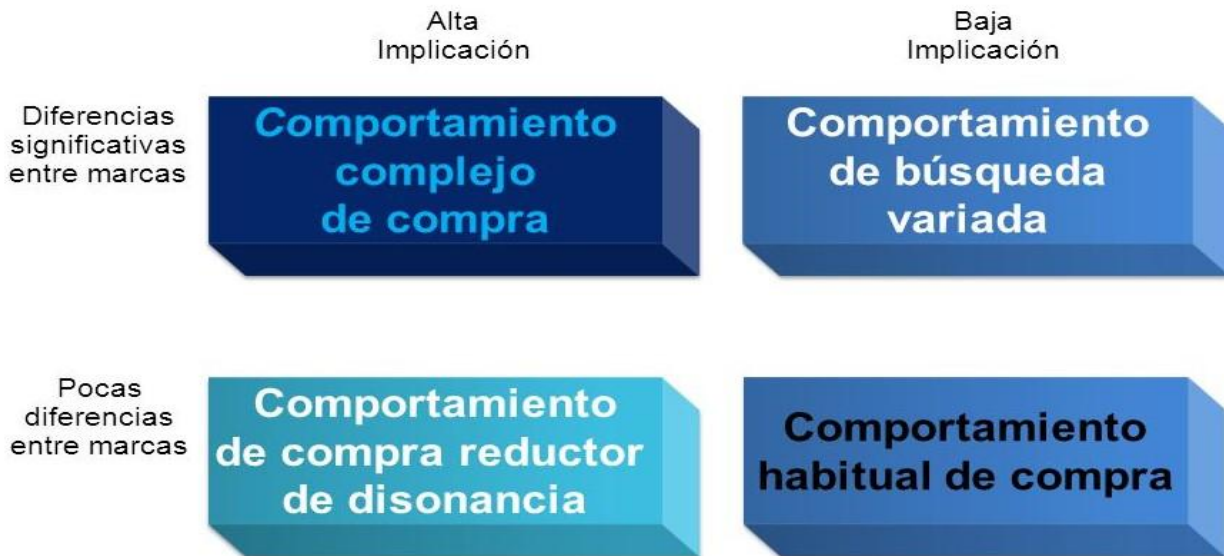 Alta
Implicación
Baja
Implicación
Diferencias
significativas
entre marcas
Comportamiento
complejo
de compra
Comportamiento
de búsqueda
variada
Pocas
diferencias
entre marcas
Comportamiento
de compra reductor
de disonancia
Comportamiento
habitual de compra